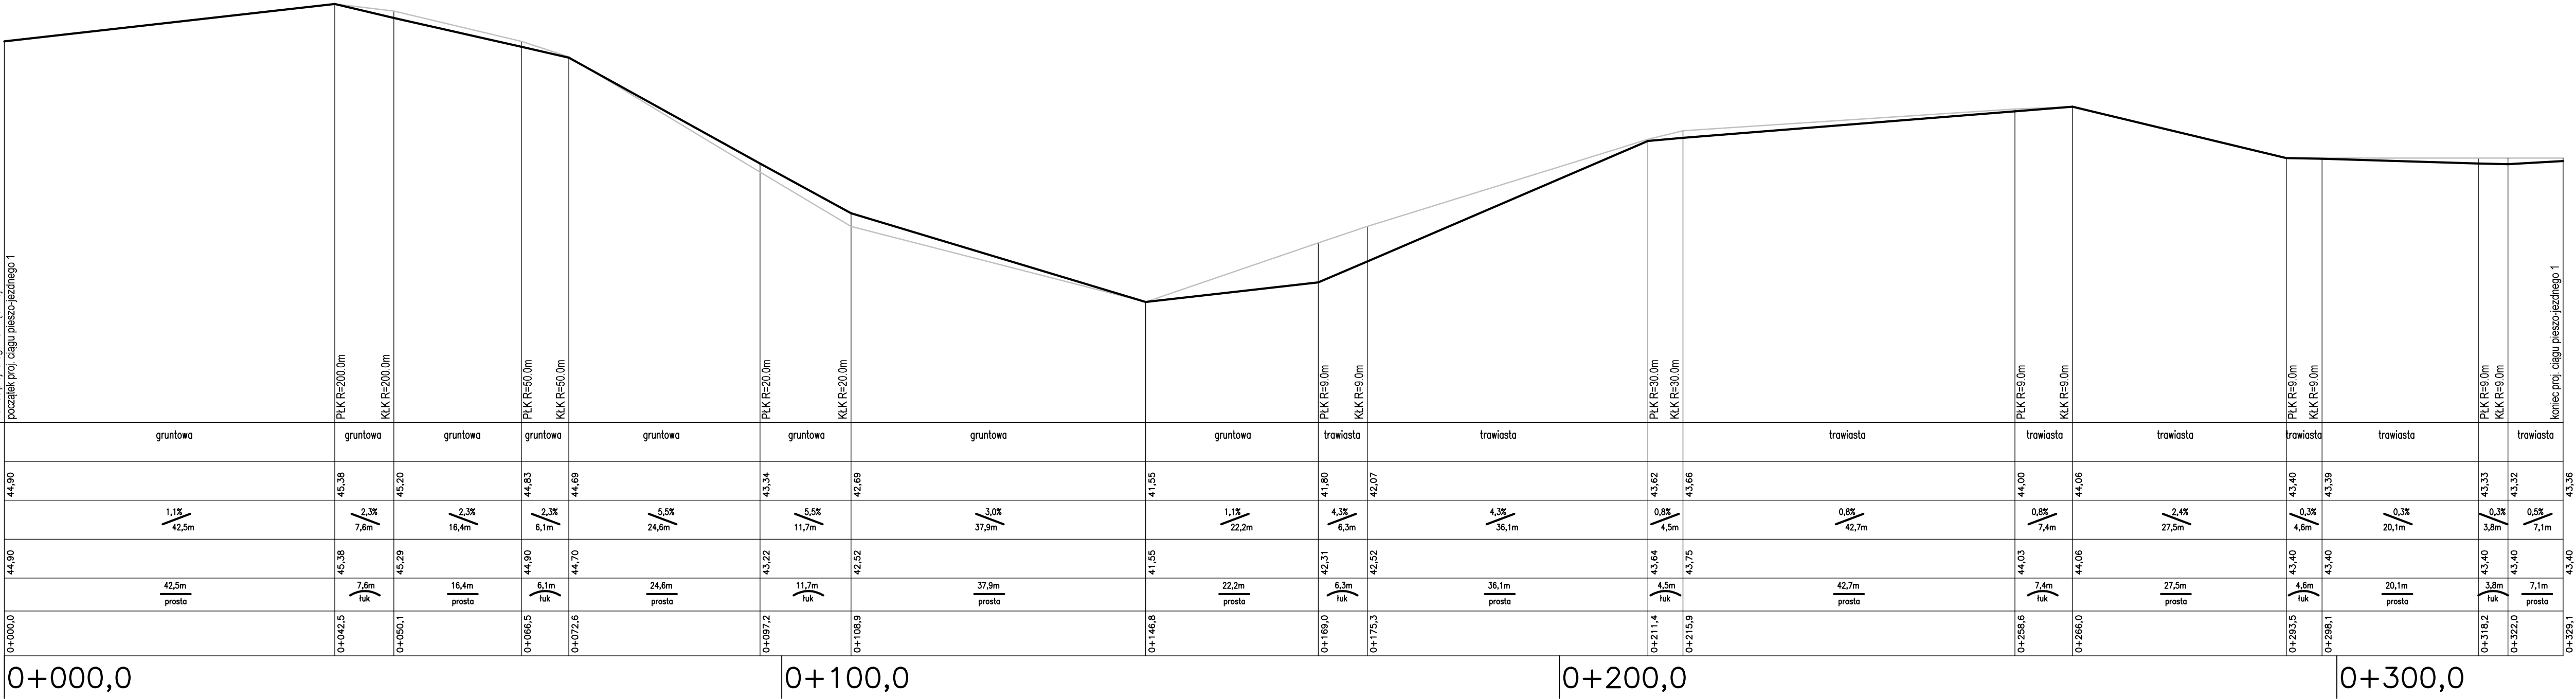 początek proj. ciągu pieszo-jezdnego 1
PŁK R=200.0m
KŁK R=200.0m
PŁK R=50.0m
KŁK R=50.0m
PŁK R=20.0m
KŁK R=20.0m
PŁK R=9.0m
KŁK R=9.0m
PŁK R=30.0m
KŁK R=30.0m
PŁK R=9.0m
KŁK R=9.0m
PŁK R=9.0m
KŁK R=9.0m
PŁK R=9.0m
KŁK R=9.0m
koniec proj. ciągu pieszo-jezdnego 1
gruntowa gruntowa gruntowa gruntowa gruntowa gruntowa gruntowa gruntowa trawiasta trawiasta trawiasta trawiasta trawiasta trawiasta trawiasta trawiasta
44,90 45,38 45,20 44,83 44,69 43,34 42,69 41,55 41,80 42,07 43,62 43,66 44,00 44,06 43,40 43,39 43,33 43,32 43,36
1,1% 2,3% 2,3% 2,3% 5,5% 5,5% 3,0% 1,1% 4,3% 4,3% 0,8% 0,8% 0,8% 2,4% 0,3% 0,3% 0,3% 0,5%
42,5m 7,6m 16,4m 6,1m 24,6m 11,7m 37,9m 22,2m 6,3m 36,1m 4,5m 42,7m 7,4m 27,5m 4,6m 20,1m 3,8m 7,1m
44,90 45,38 45,29 44,90 44,70 43,22 42,52 41,55 42,31 42,52 43,64 43,75 44,03 44,06 43,40 43,40 43,40 43,40 43,40
42,5m 7,6m 16,4m 6,1m 24,6m 11,7m 37,9m 22,2m 6,3m 36,1m 4,5m 42,7m 7,4m 27,5m 4,6m 20,1m 3,8m 7,1m
prosta łuk prosta łuk prosta łuk prosta prosta łuk prosta łuk prosta łuk prosta łuk prosta łuk prosta
0+000,0 0+042,5 0+050,1 0+066,5 0+072,6 0+097,2 0+108,9 0+146,8 0+169,0 0+175,3 0+211,4 0+215,9 0+258,6 0+266,0 0+293,5 0+298,1 0+318,2 0+322,0 0+329,1
0+000,0 0+100,0 0+200,0 0+300,0